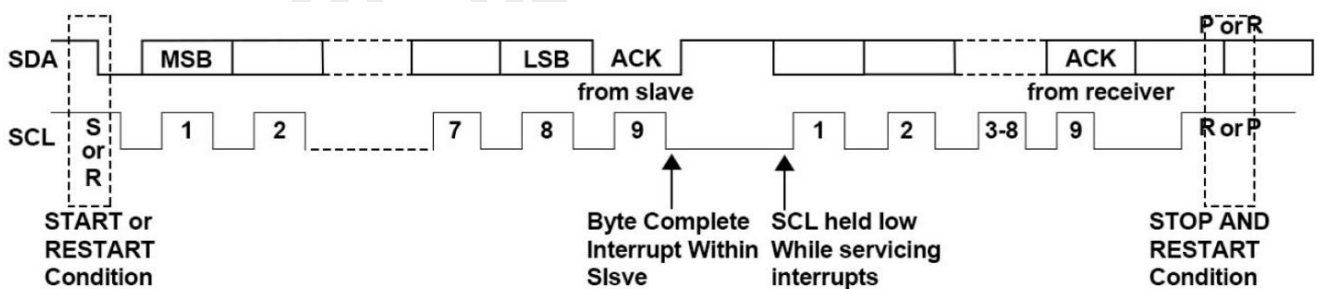 P or R
SDA MSB LSB ACK ACK
from slave from receiver
SCL S or R 1 2 7 8 9 1 2 3-8 9 R or P
START or RESTART Condition
Byte Complete Interrupt Within Slsve
SCL held low While servicing interrupts
STOP AND RESTART Condition